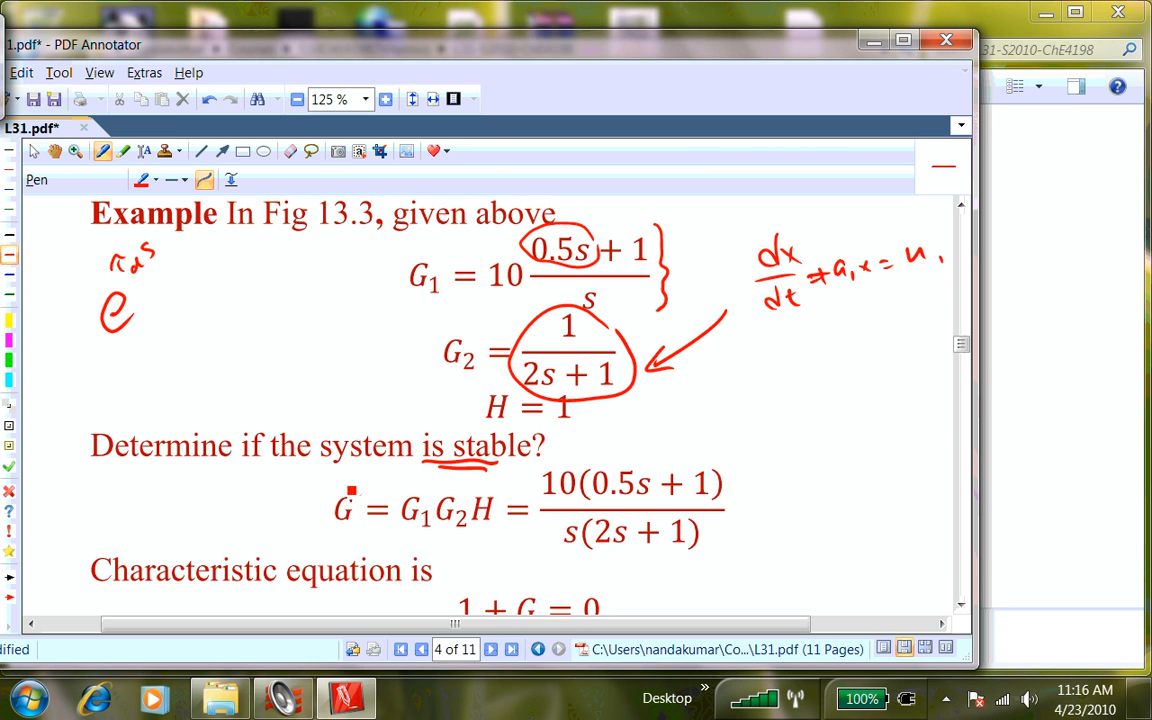 31-S2010-ChE4198
1.pdf* - PDF Annotator
Edit Tool View Extras Help
125 %
L31.pdf*
Pen
Example In Fig 13.3, given above
G₁ = 10 (0.5s + 1)/s
dx/dt + a₁x = u,
G₂ = 1/(2s + 1)
H = 1
Determine if the system is stable?
G = G₁G₂H = 10(0.5s + 1)/s(2s + 1)
Characteristic equation is
1 + G = 0
dified
4 of 11
C:\Users\nandakumar\Co...\L31.pdf (11 Pages)
Desktop
»
100%
11:16 AM
4/23/2010